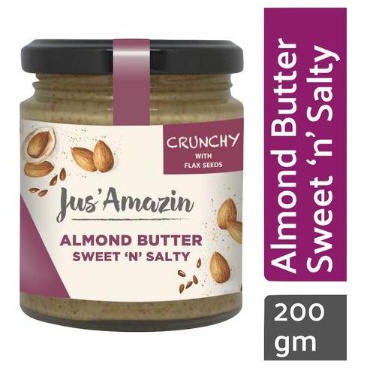 CRUNCHY
WITH
FLAX SEEDS
Jus'Amazin
ALMOND BUTTER
SWEET 'N' SALTY
Almond Butter
Sweet 'n' Salty
200
gm